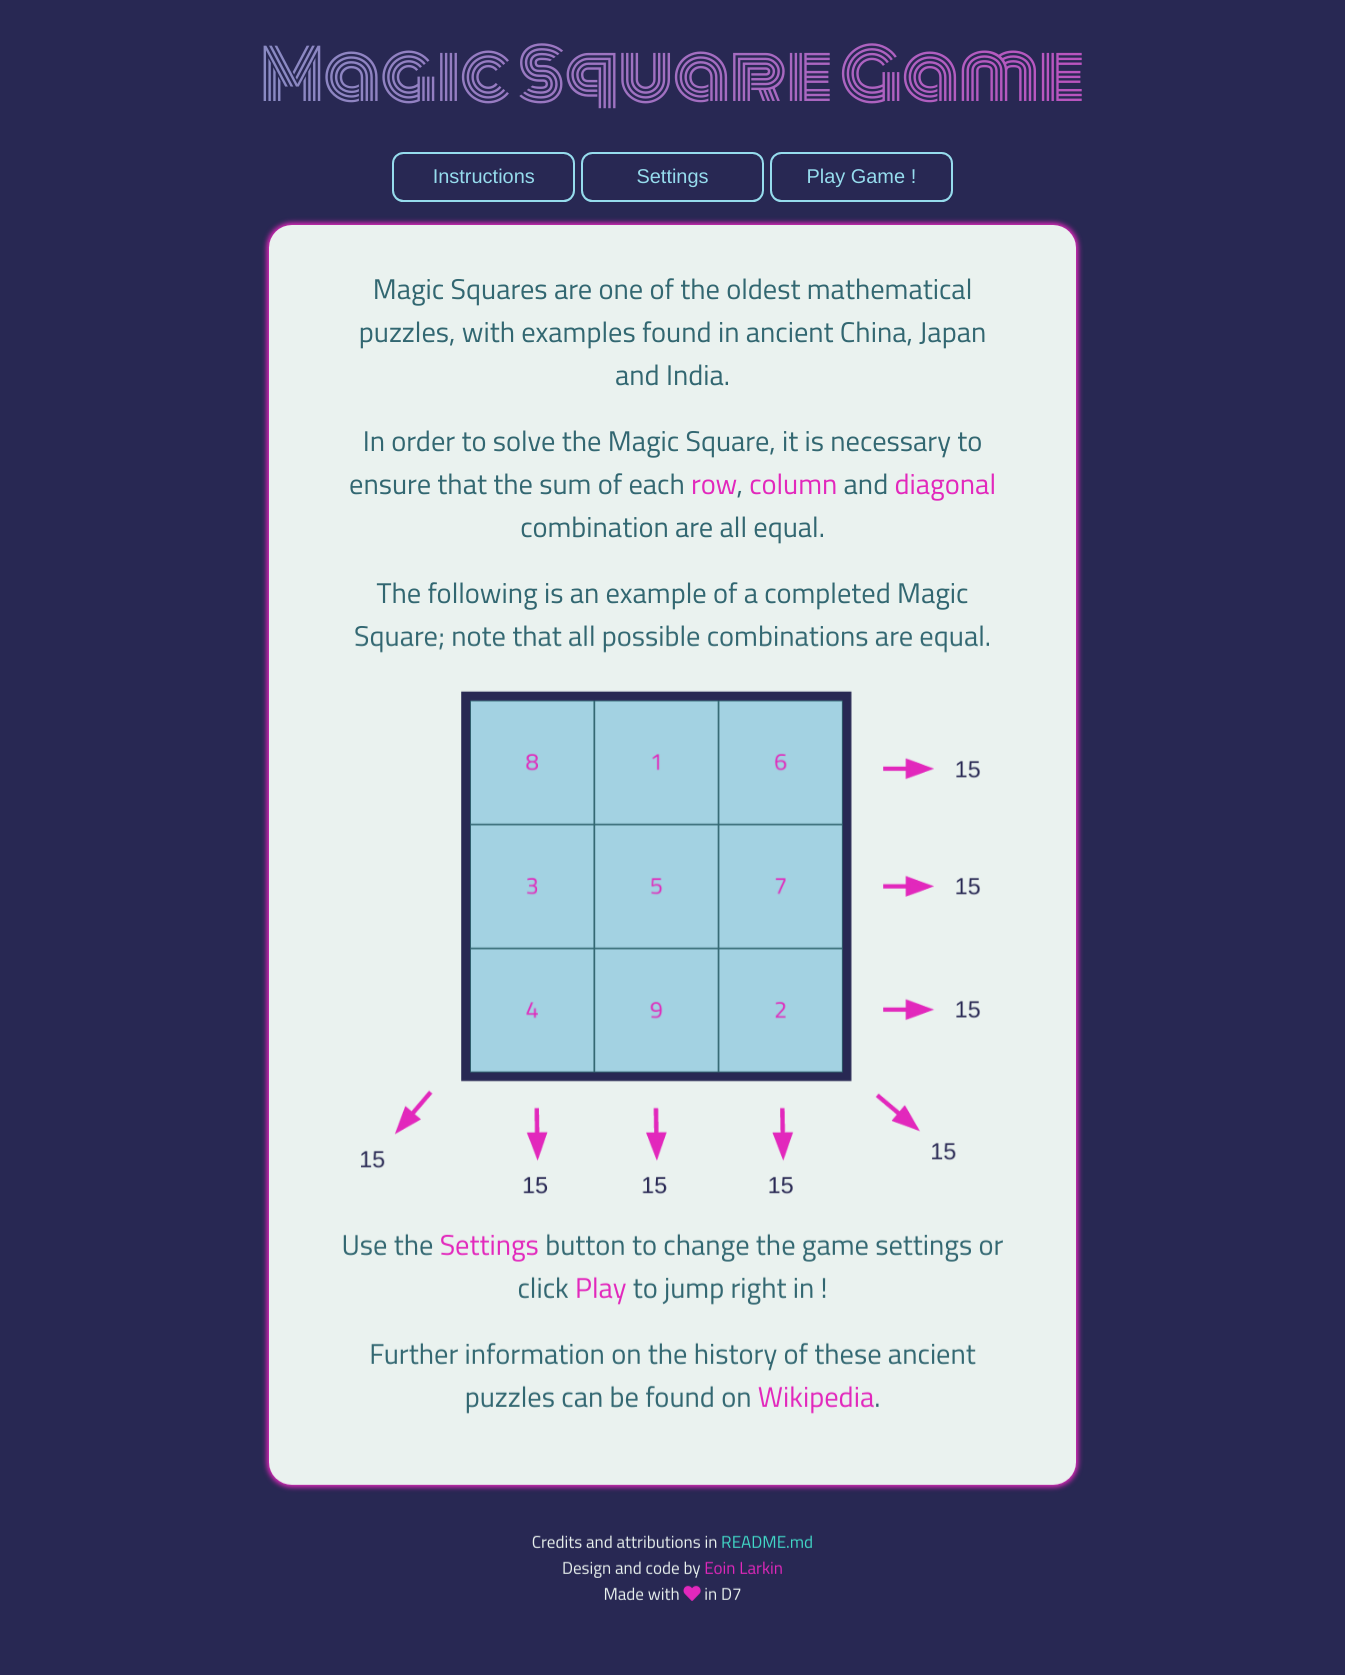 Magic Square Game
Instructions Settings Play Game !
Magic Squares are one of the oldest mathematical
puzzles, with examples found in ancient China, Japan
and India.
In order to solve the Magic Square, it is necessary to
ensure that the sum of each row, column and diagonal
combination are all equal.
The following is an example of a completed Magic
Square; note that all possible combinations are equal.
8 1 6 15
3 5 7 15
4 9 2 15
15 15 15 15 15
Use the Settings button to change the game settings or
click Play to jump right in !
Further information on the history of these ancient
puzzles can be found on Wikipedia.
Credits and attributions in README.md
Design and code by Eoin Larkin
Made with in D7